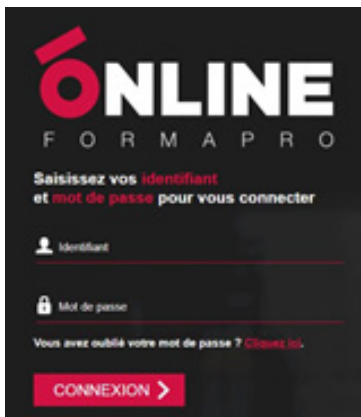 ONLINE
FORMAPRO
Saisissez vos identifiant
et mot de passe pour vous connecter
Identifiant
Mot de passe
Vous avez oublié votre mot de passe ? Cliquez ici.
CONNEXION